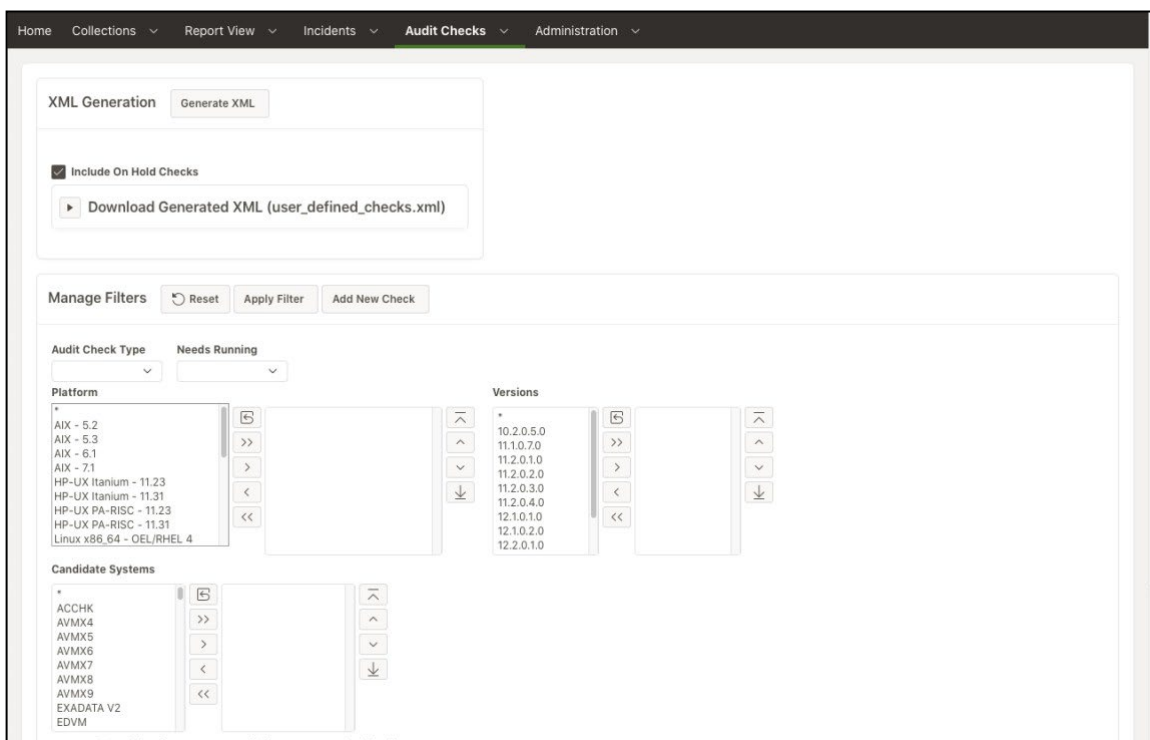 Home Collections Report View Incidents Audit Checks Administration
XML Generation Generate XML
Include On Hold Checks
Download Generated XML (user_defined_checks.xml)
Manage Filters Reset Apply Filter Add New Check
Audit Check Type Needs Running
Platform
*
AIX - 5.2
AIX - 5.3
AIX - 6.1
AIX - 7.1
HP-UX Itanium - 11.23
HP-UX Itanium - 11.31
HP-UX PA-RISC - 11.23
HP-UX PA-RISC - 11.31
Linux x86_64 - OEL/RHEL 4
Versions
*
10.2.0.5.0
11.1.0.7.0
11.2.0.1.0
11.2.0.2.0
11.2.0.3.0
11.2.0.4.0
12.1.0.1.0
12.1.0.2.0
12.2.0.1.0
Candidate Systems
*
ACCHK
AVMX4
AVMX5
AVMX6
AVMX7
AVMX8
AVMX9
EXADATA V2
EDVM